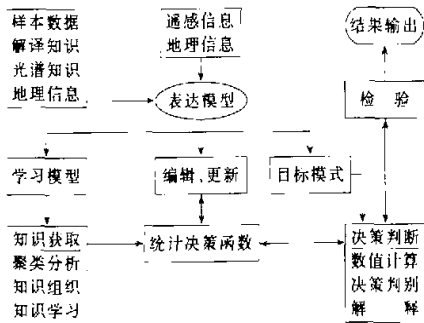 样本数据
解译知识
光谱知识
地理信息
遥感信息
地理信息
结果输出
表达模型
检 验
学习模型
编辑、更新
目标模式
知识获取
聚类分析
知识组织
知识学习
统计决策函数
决策判断
数值计算
决策判别
解 释